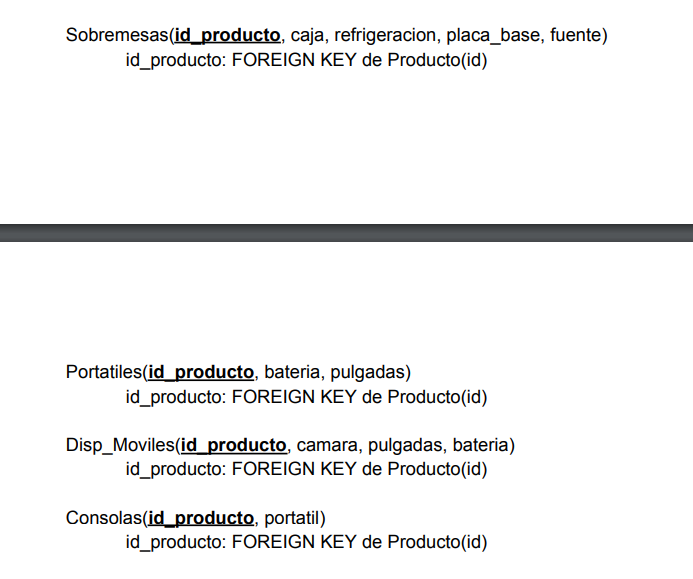 Sobremesas(id_producto, caja, refrigeracion, placa_base, fuente)
id_producto: FOREIGN KEY de Producto(id)
Portatiles(id_producto, bateria, pulgadas)
id_producto: FOREIGN KEY de Producto(id)
Disp_Moviles(id_producto, camara, pulgadas, bateria)
id_producto: FOREIGN KEY de Producto(id)
Consolas(id_producto, portatil)
id_producto: FOREIGN KEY de Producto(id)